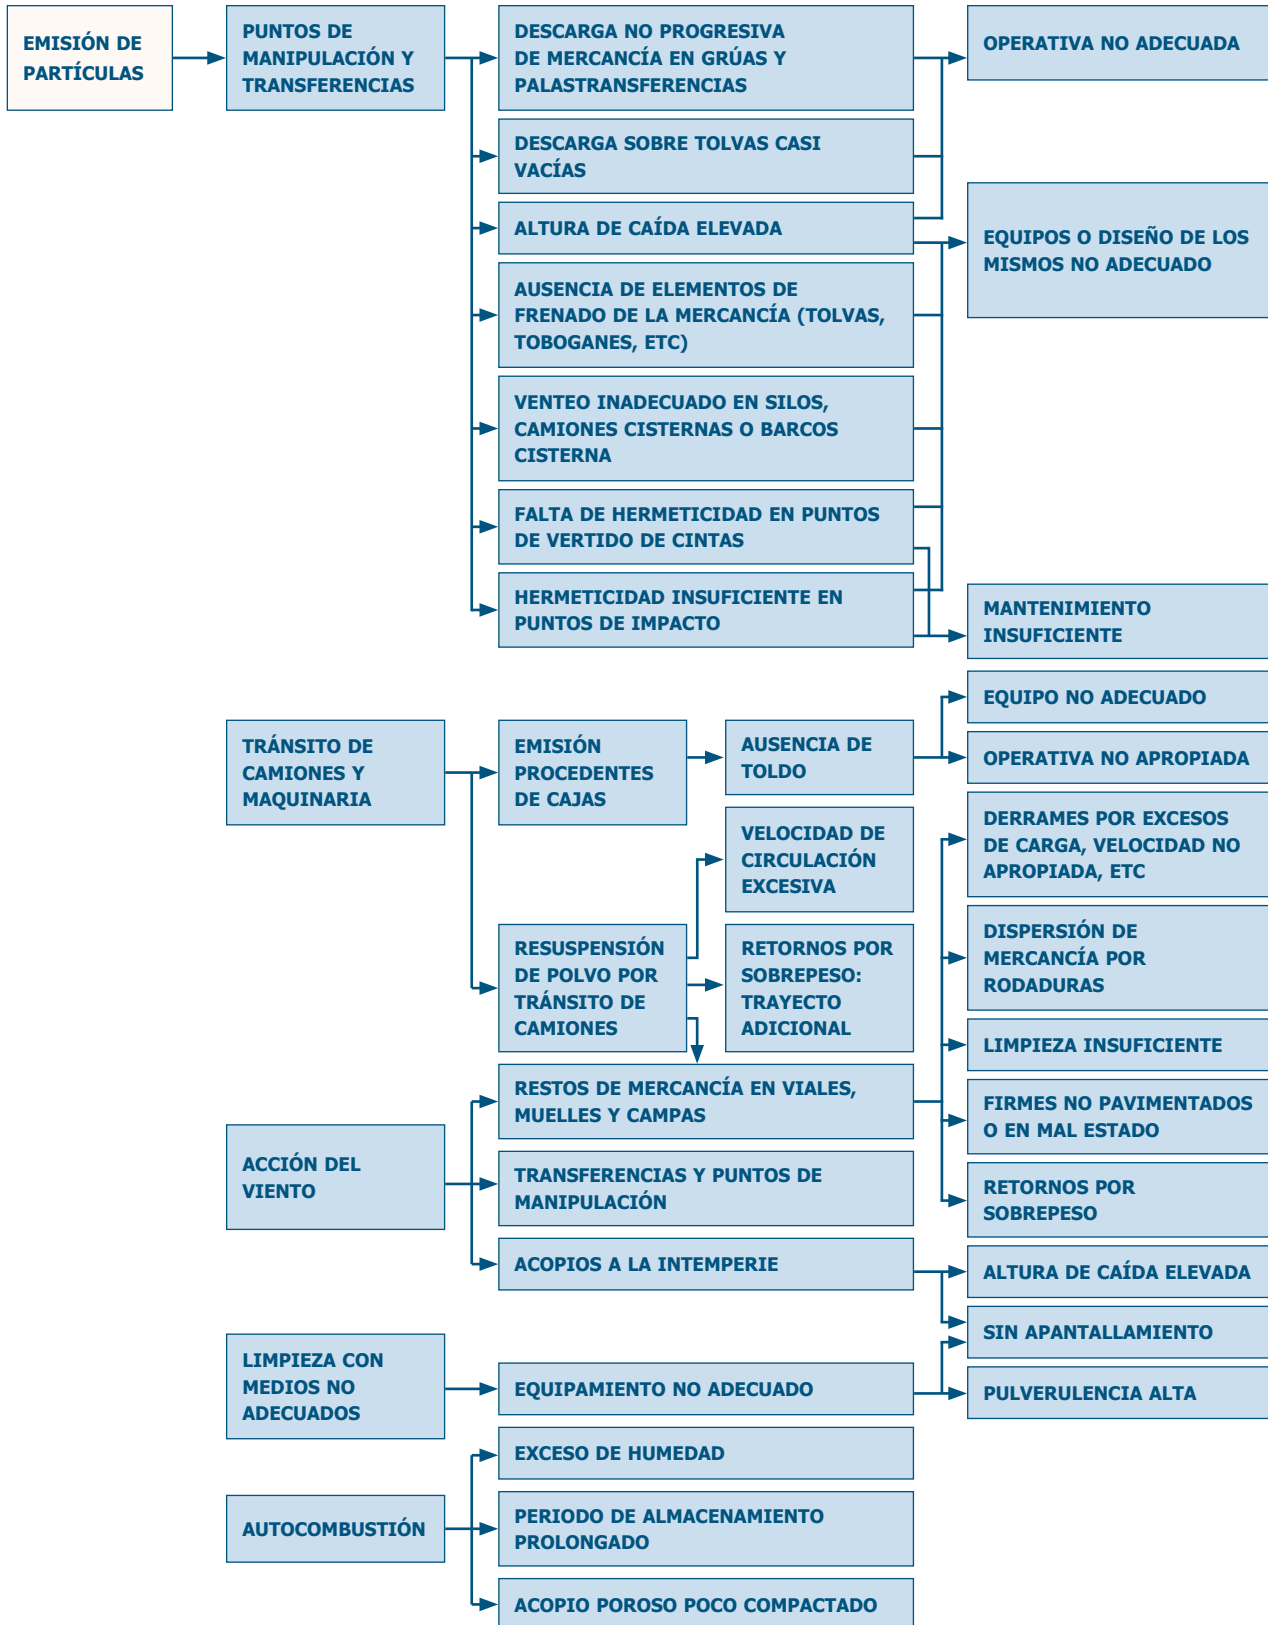 EMISIÓN DE
PARTÍCULAS
PUNTOS DE
MANIPULACIÓN Y
TRANSFERENCIAS
DESCARGA NO PROGRESIVA
DE MERCANCÍA EN GRÚAS Y
PALASTRANSFERENCIAS
DESCARGA SOBRE TOLVAS CASI
VACÍAS
ALTURA DE CAÍDA ELEVADA
AUSENCIA DE ELEMENTOS DE
FRENADO DE LA MERCANCÍA (TOLVAS,
TOBOGANES, ETC)
VENTEO INADECUADO EN SILOS,
CAMIONES CISTERNAS O BARCOS
CISTERNA
FALTA DE HERMETICIDAD EN PUNTOS
DE VERTIDO DE CINTAS
HERMETICIDAD INSUFICIENTE EN
PUNTOS DE IMPACTO
OPERATIVA NO ADECUADA
EQUIPOS O DISEÑO DE LOS
MISMOS NO ADECUADO
MANTENIMIENTO
INSUFICIENTE
TRÁNSITO DE
CAMIONES Y
MAQUINARIA
EMISIÓN
PROCEDENTES
DE CAJAS
AUSENCIA DE
TOLDO
EQUIPO NO ADECUADO
OPERATIVA NO APROPIADA
RESUSPENSIÓN
DE POLVO POR
TRÁNSITO DE
CAMIONES
VELOCIDAD DE
CIRCULACIÓN
EXCESIVA
RETORNOS POR
SOBREPESO:
TRAYECTO
ADICIONAL
ACCIÓN DEL
VIENTO
RESTOS DE MERCANCÍA EN VIALES,
MUELLES Y CAMPAS
TRANSFERENCIAS Y PUNTOS DE
MANIPULACIÓN
ACOPIOS A LA INTEMPERIE
DERRAMES POR EXCESOS
DE CARGA, VELOCIDAD NO
APROPIADA, ETC
DISPERSIÓN DE
MERCANCÍA POR
RODADURAS
LIMPIEZA INSUFICIENTE
FIRMES NO PAVIMENTADOS
O EN MAL ESTADO
RETORNOS POR
SOBREPESO
ALTURA DE CAÍDA ELEVADA
SIN APANTALLAMIENTO
PULVERULENCIA ALTA
LIMPIEZA CON
MEDIOS NO
ADECUADOS
EQUIPAMIENTO NO ADECUADO
AUTOCOMBUSTIÓN
EXCESO DE HUMEDAD
PERIODO DE ALMACENAMIENTO
PROLONGADO
ACOPIO POROSO POCO COMPACTADO